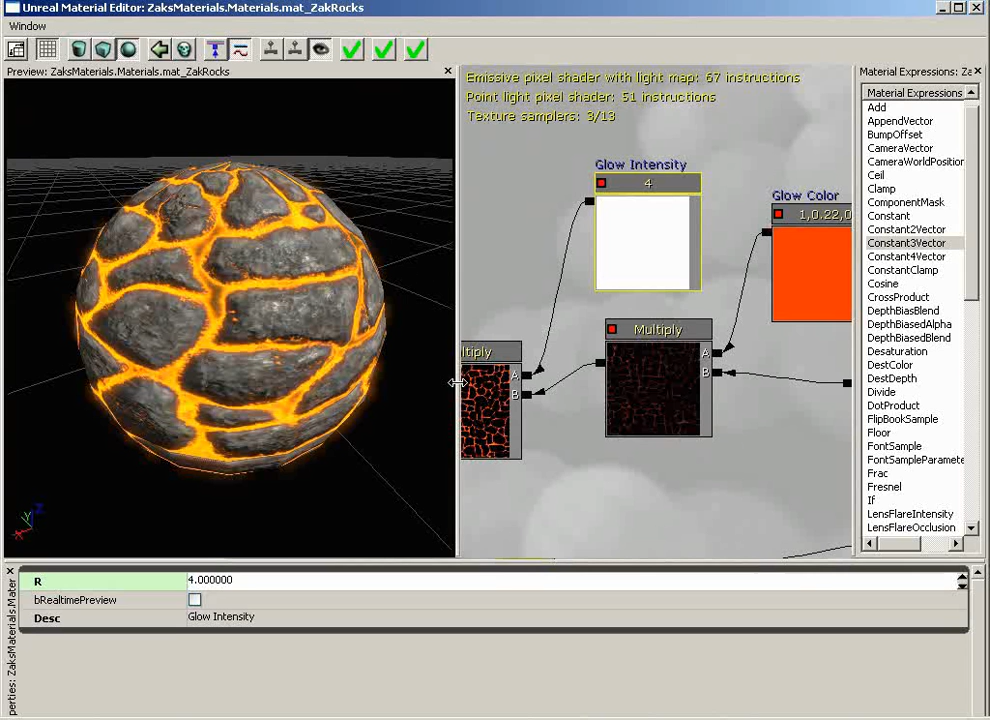 Unreal Material Editor: ZaksMaterials.Materials.mat_ZakRocks
Window
Preview: ZaksMaterials.Materials.mat_ZakRocks
Emissive pixel shader with light map: 67 instructions
Point light pixel shader: 51 instructions
Texture samplers: 3/13
Glow Intensity
4
Glow Color
1,0.22,0
Multiply
A
B
ltiply
A
B
Z
Y
X
Material Expressions: Za
Material Expressions
Add
AppendVector
BumpOffset
CameraVector
CameraWorldPosition
Ceil
Clamp
ComponentMask
Constant
Constant2Vector
Constant3Vector
Constant4Vector
ConstantClamp
Cosine
CrossProduct
DepthBiasBlend
DepthBiasedAlpha
DepthBiasedBlend
Desaturation
DestColor
DestDepth
Divide
DotProduct
FlipBookSample
Floor
FontSample
FontSampleParamete
Frac
Fresnel
If
LensFlareIntensity
LensFlareOcclusion
perties: ZaksMaterials.Mater
R 4.000000
bRealtimePreview
Desc Glow Intensity